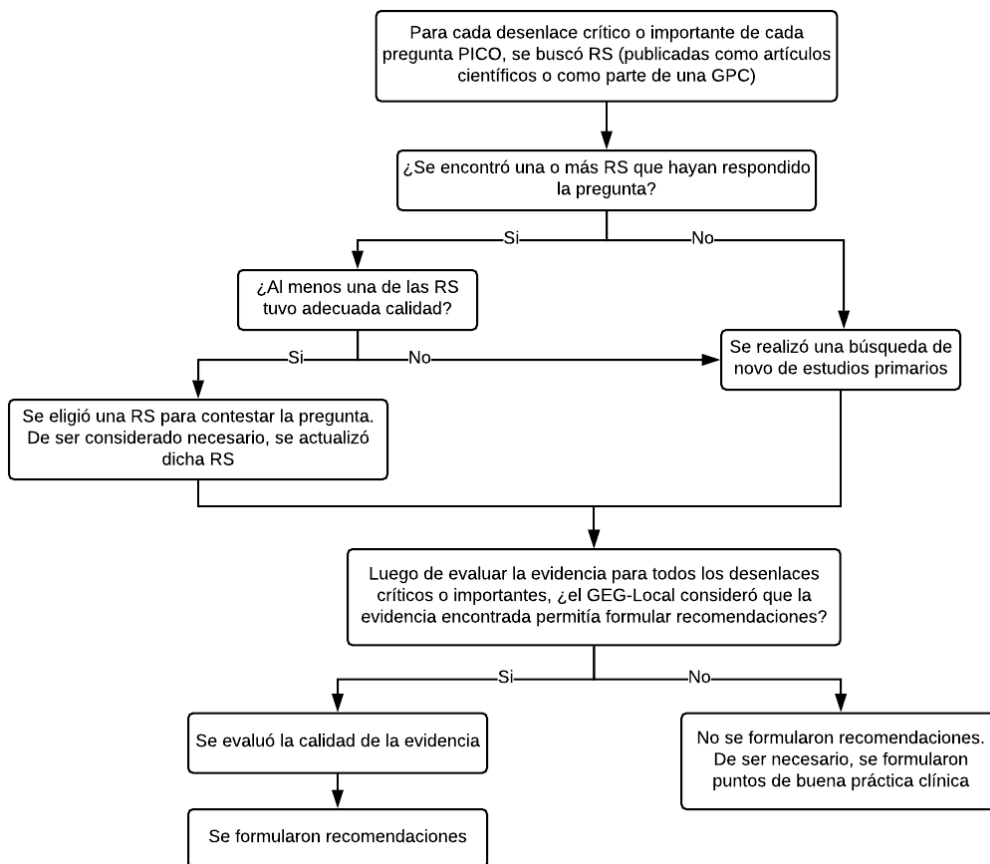 Para cada desenlace crítico o importante de cada
pregunta PICO, se buscó RS (publicadas como artículos
científicos o como parte de una GPC)
¿Se encontró una o más RS que hayan respondido
la pregunta?
Si
No
¿Al menos una de las RS
tuvo adecuada calidad?
Si
No
Se realizó una búsqueda de
novo de estudios primarios
Se eligió una RS para contestar la pregunta.
De ser considerado necesario, se actualizó
dicha RS
Luego de evaluar la evidencia para todos los desenlaces
críticos o importantes, ¿el GEG-Local consideró que la
evidencia encontrada permitía formular recomendaciones?
Si
No
Se evaluó la calidad de la evidencia
No se formularon recomendaciones.
De ser necesario, se formularon
puntos de buena práctica clínica
Se formularon recomendaciones